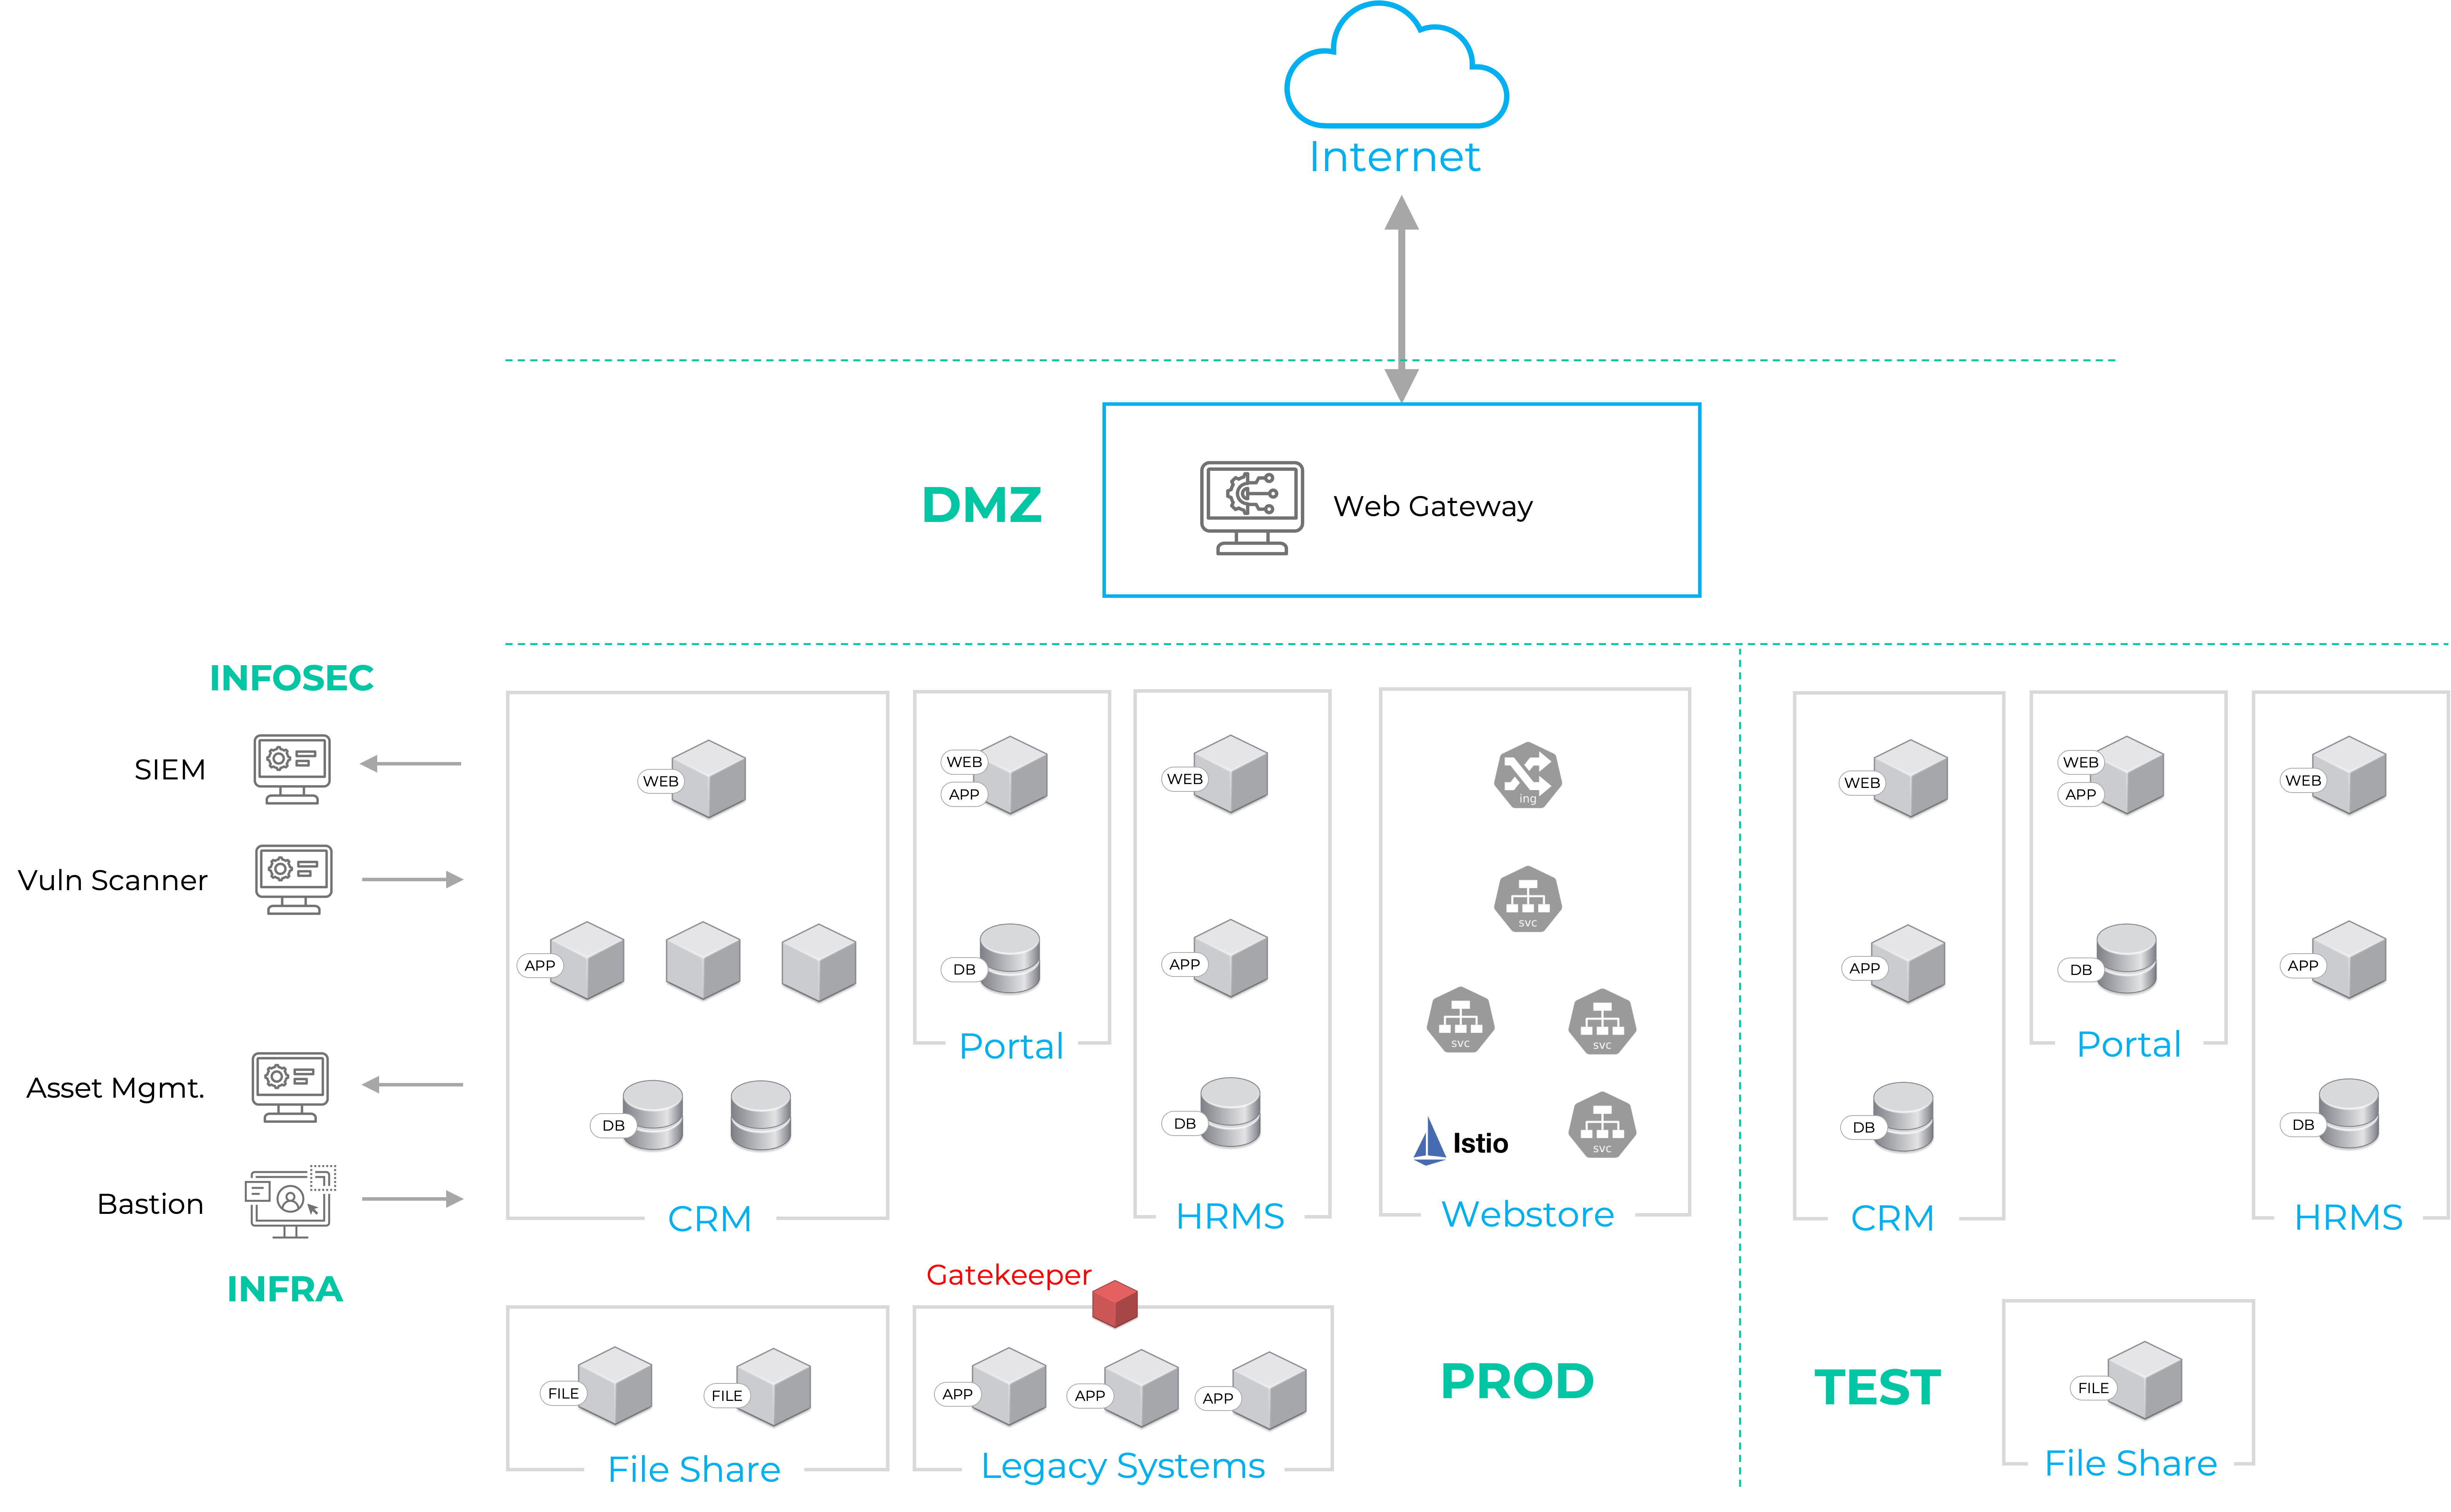 Internet
DMZ
Web Gateway
INFOSEC
SIEM
Vuln Scanner
Asset Mgmt.
Bastion
INFRA
WEB
APP
DB
CRM
WEB
APP
DB
Portal
WEB
APP
DB
HRMS
ing
svc
svc
svc
svc
Istio
Webstore
WEB
APP
DB
CRM
WEB
APP
DB
Portal
WEB
APP
DB
HRMS
FILE
FILE
File Share
Gatekeeper
APP
APP
APP
Legacy Systems
PROD
TEST
FILE
File Share